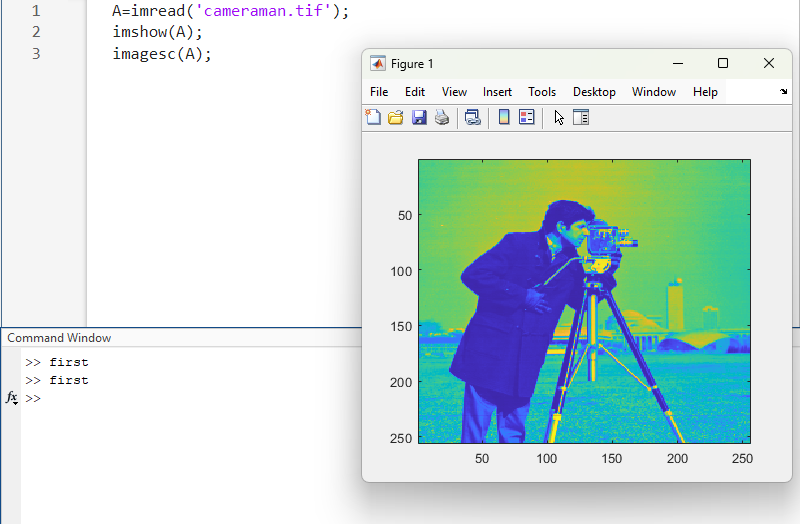 1 A=imread('cameraman.tif');
2 imshow(A);
3 imagesc(A);
Figure 1
File Edit View Insert Tools Desktop Window Help
50
100
150
200
250
50 100 150 200 250
Command Window
>> first
>> first
fx >>